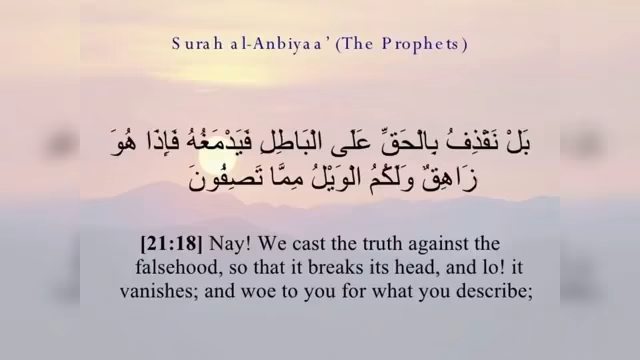 Surah al-Anbiyaa’ (The Prophets)
بَلْ نَقْذِفُ بِالْحَقِّ عَلَى الْبَاطِلِ فَيَدْمَغُهُ فَإِذَا هُوَ
زَاهِقٌ وَلَكُمُ الْوَيْلُ مِمَّا تَصِفُونَ
[21:18] Nay! We cast the truth against the
falsehood, so that it breaks its head, and lo! it
vanishes; and woe to you for what you describe;